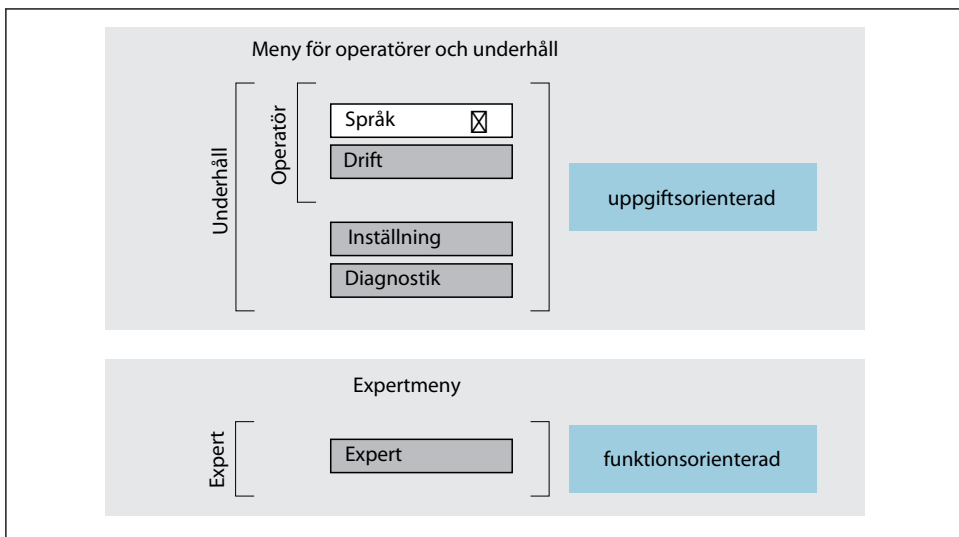 Meny för operatörer och underhåll
Underhåll
Operatör
Språk
Drift
Inställning
Diagnostik
uppgiftsorienterad
Expertmeny
Expert
Expert
funktionsorienterad